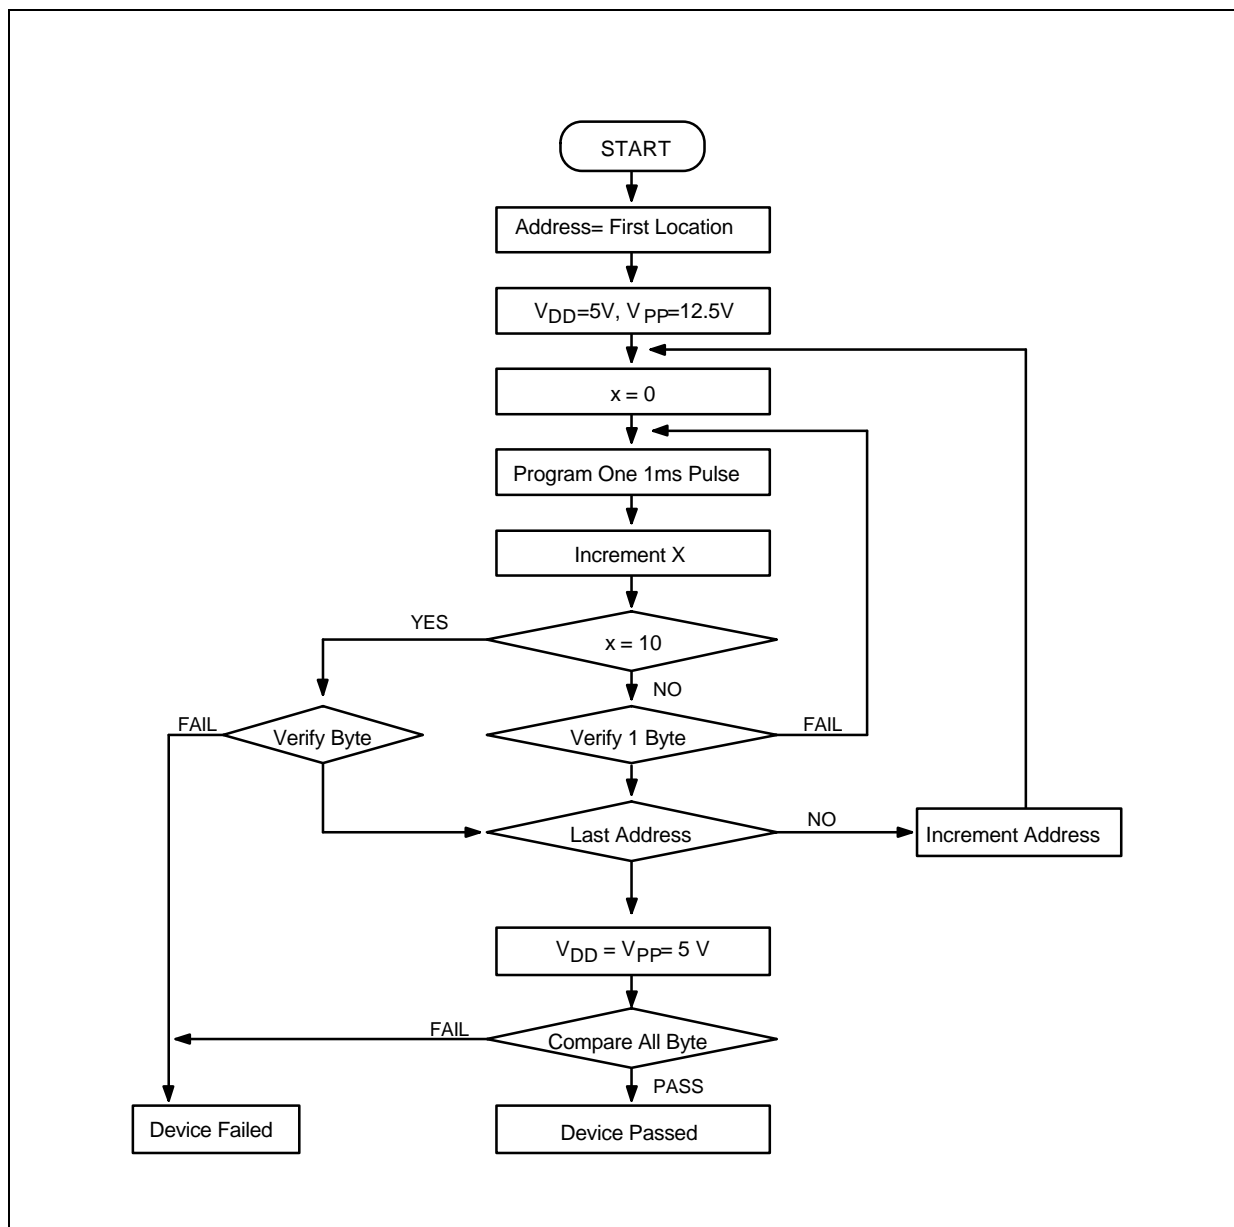 START
Address= First Location
VDD=5V, VPP=12.5V
x = 0
Program One 1ms Pulse
Increment X
YES
x = 10
NO
FAIL
Verify Byte
Verify 1 Byte
FAIL
Last Address
NO
Increment Address
VDD = VPP= 5 V
FAIL
Compare All Byte
PASS
Device Failed
Device Passed